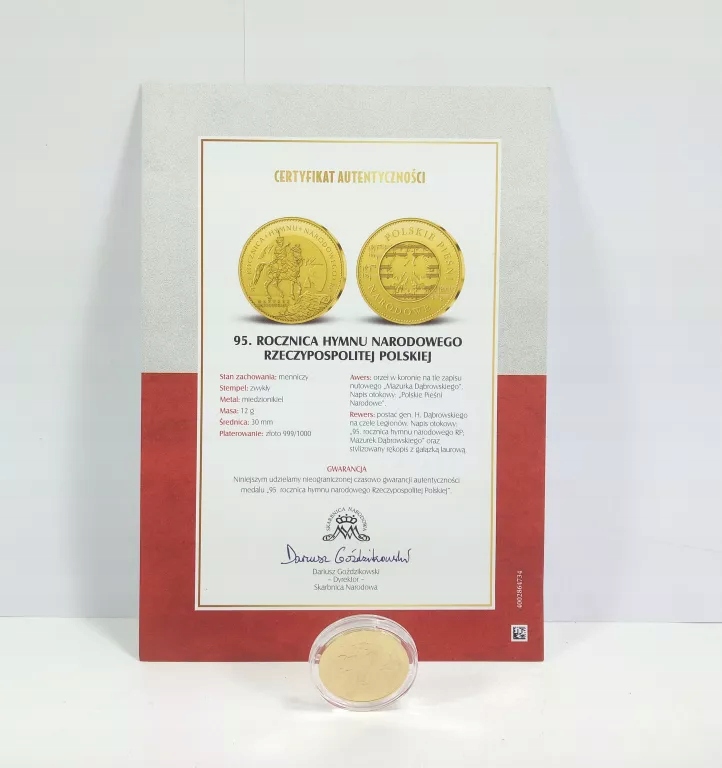 CERTYFIKAT AUTENTYCZNOŚCI
POLSKIE PIEŚNI
95. ROCZNICA HYMNU NARODOWEGO
RZECZYPOSPOLITEJ POLSKIEJ
Stan zachowania: menniczy
Stempel: zwykły
Metal: miedzionikiel
Masa: 12 g
Średnica: 30 mm
Platerowanie: złoto 999/1000
Awers: orzeł w koronie na tle zapisu
nutowego „Mazurka Dąbrowskiego”.
Napis otokowy: „Polskie Pieśni
Narodowe”.
Rewers: postać gen. H. Dąbrowskiego
na czele Legionów. Napis otokowy:
„95. rocznica hymnu narodowego RP;
Mazurek Dąbrowskiego” oraz
stylizowany rękopis z gałązką laurową.
GWARANCJA
Niniejszym udzielamy nieograniczonej czasowo gwarancji autentyczności
medalu „95. rocznica hymnu narodowego Rzeczypospolitej Polskiej”.
SKARBNICA NARODOWA
Dariusz Goździkowski
Dariusz Goździkowski
– Dyrektor –
Skarbnica Narodowa
4002864734